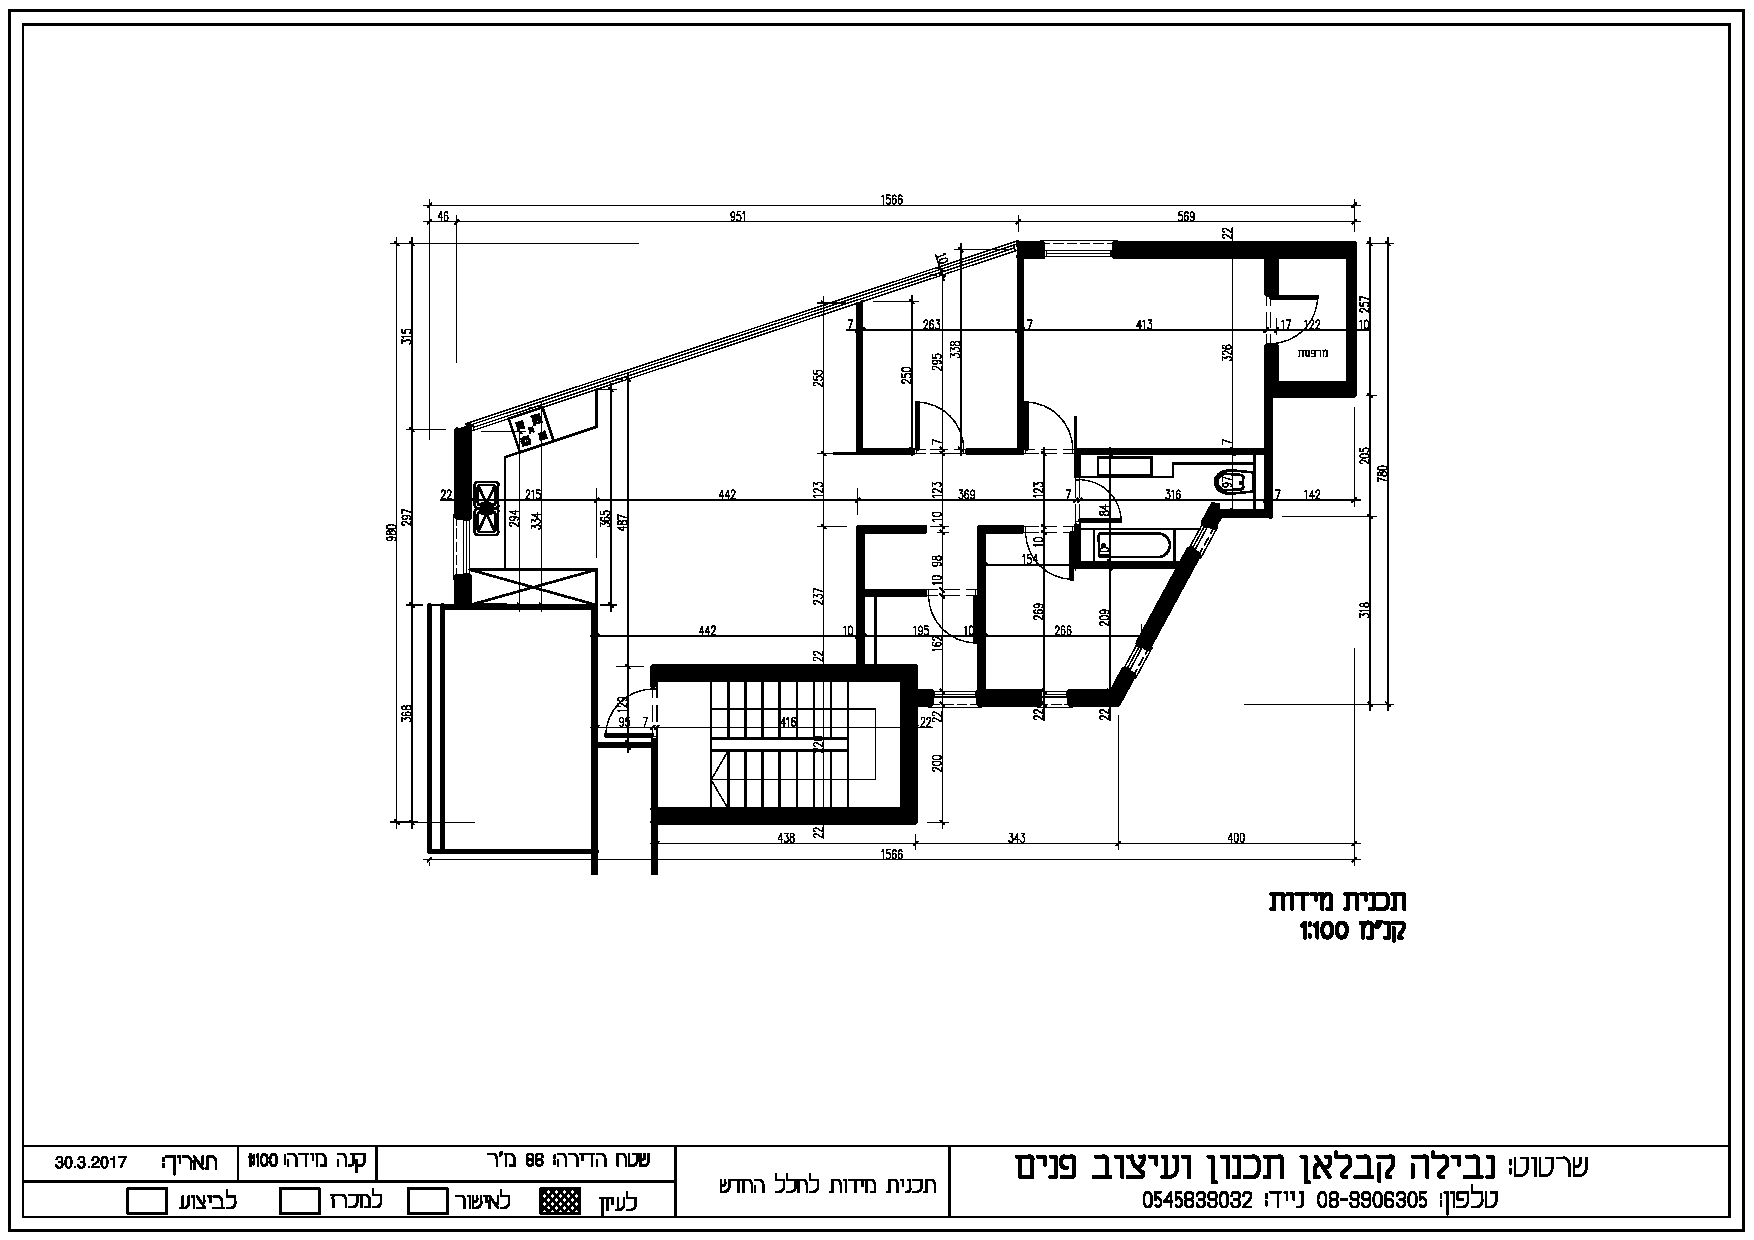 1566
46 951 569
22
10
315
257
7 263 7 413 17 122 10
338
295
326
מרפסת
255
250
7 7
205
780
22 215 442 123 123 369 123 7 316 97 7 142
297
294 334 365 487
980
84
10 10
98 154
10
237
269 209 318
442 10 195 10 266
162
22
368
129
95 7 416 22
22 22 22
220
200
22
438 343 400
1566
תכנית מידות
קנ"מ 1:100
שרטוט: נבילה קבלאן תכנון ועיצוב פנים
טלפון: 08-9906305 נייד: 0545839032
תכנית מידות לחלל החדש
שטח הדירה: 88 מ"ר
קנה מידה: 1:100
תאריך: 30.3.2017
לעיון
לאישור
למכרז
לביצוע